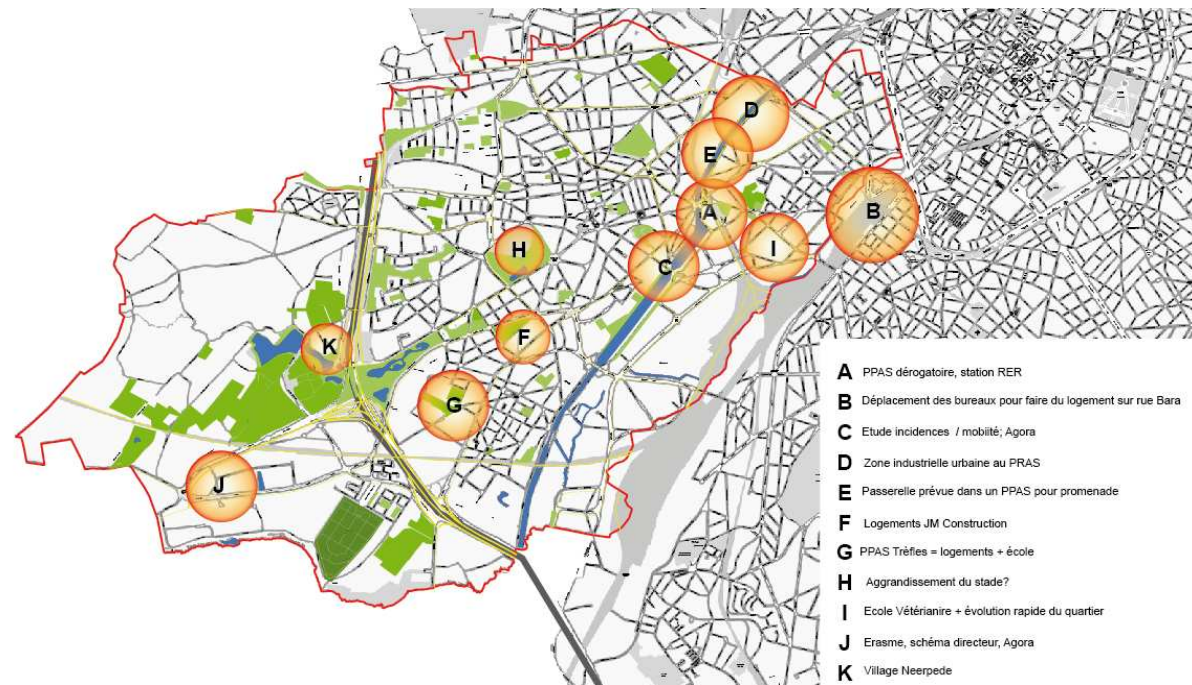 D
E
A
B
H
I
C
K
F
G
J
A PPAS dérogatoire, station RER
B Déplacement des bureaux pour faire du logement sur rue Bara
C Etude incidences / mobiité; Agora
D Zone industrielle urbaine au PRAS
E Passerelle prévue dans un PPAS pour promenade
F Logements JM Construction
G PPAS Trèfles = logements + école
H Aggrandissement du stade?
I Ecole Vétérianire + évolution rapide du quartier
J Erasme, schéma directeur, Agora
K Village Neerpede